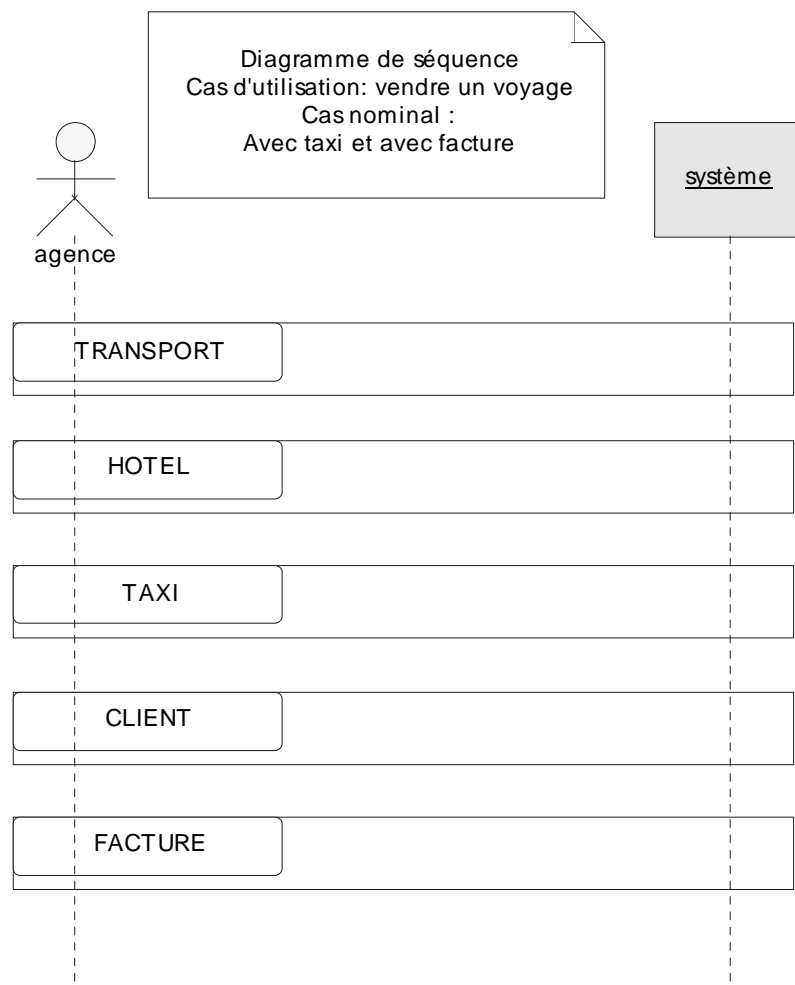 Diagramme de séquence
Cas d'utilisation: vendre un voyage
Cas nominal :
Avec taxi et avec facture
système
agence
TRANSPORT
HOTEL
TAXI
CLIENT
FACTURE